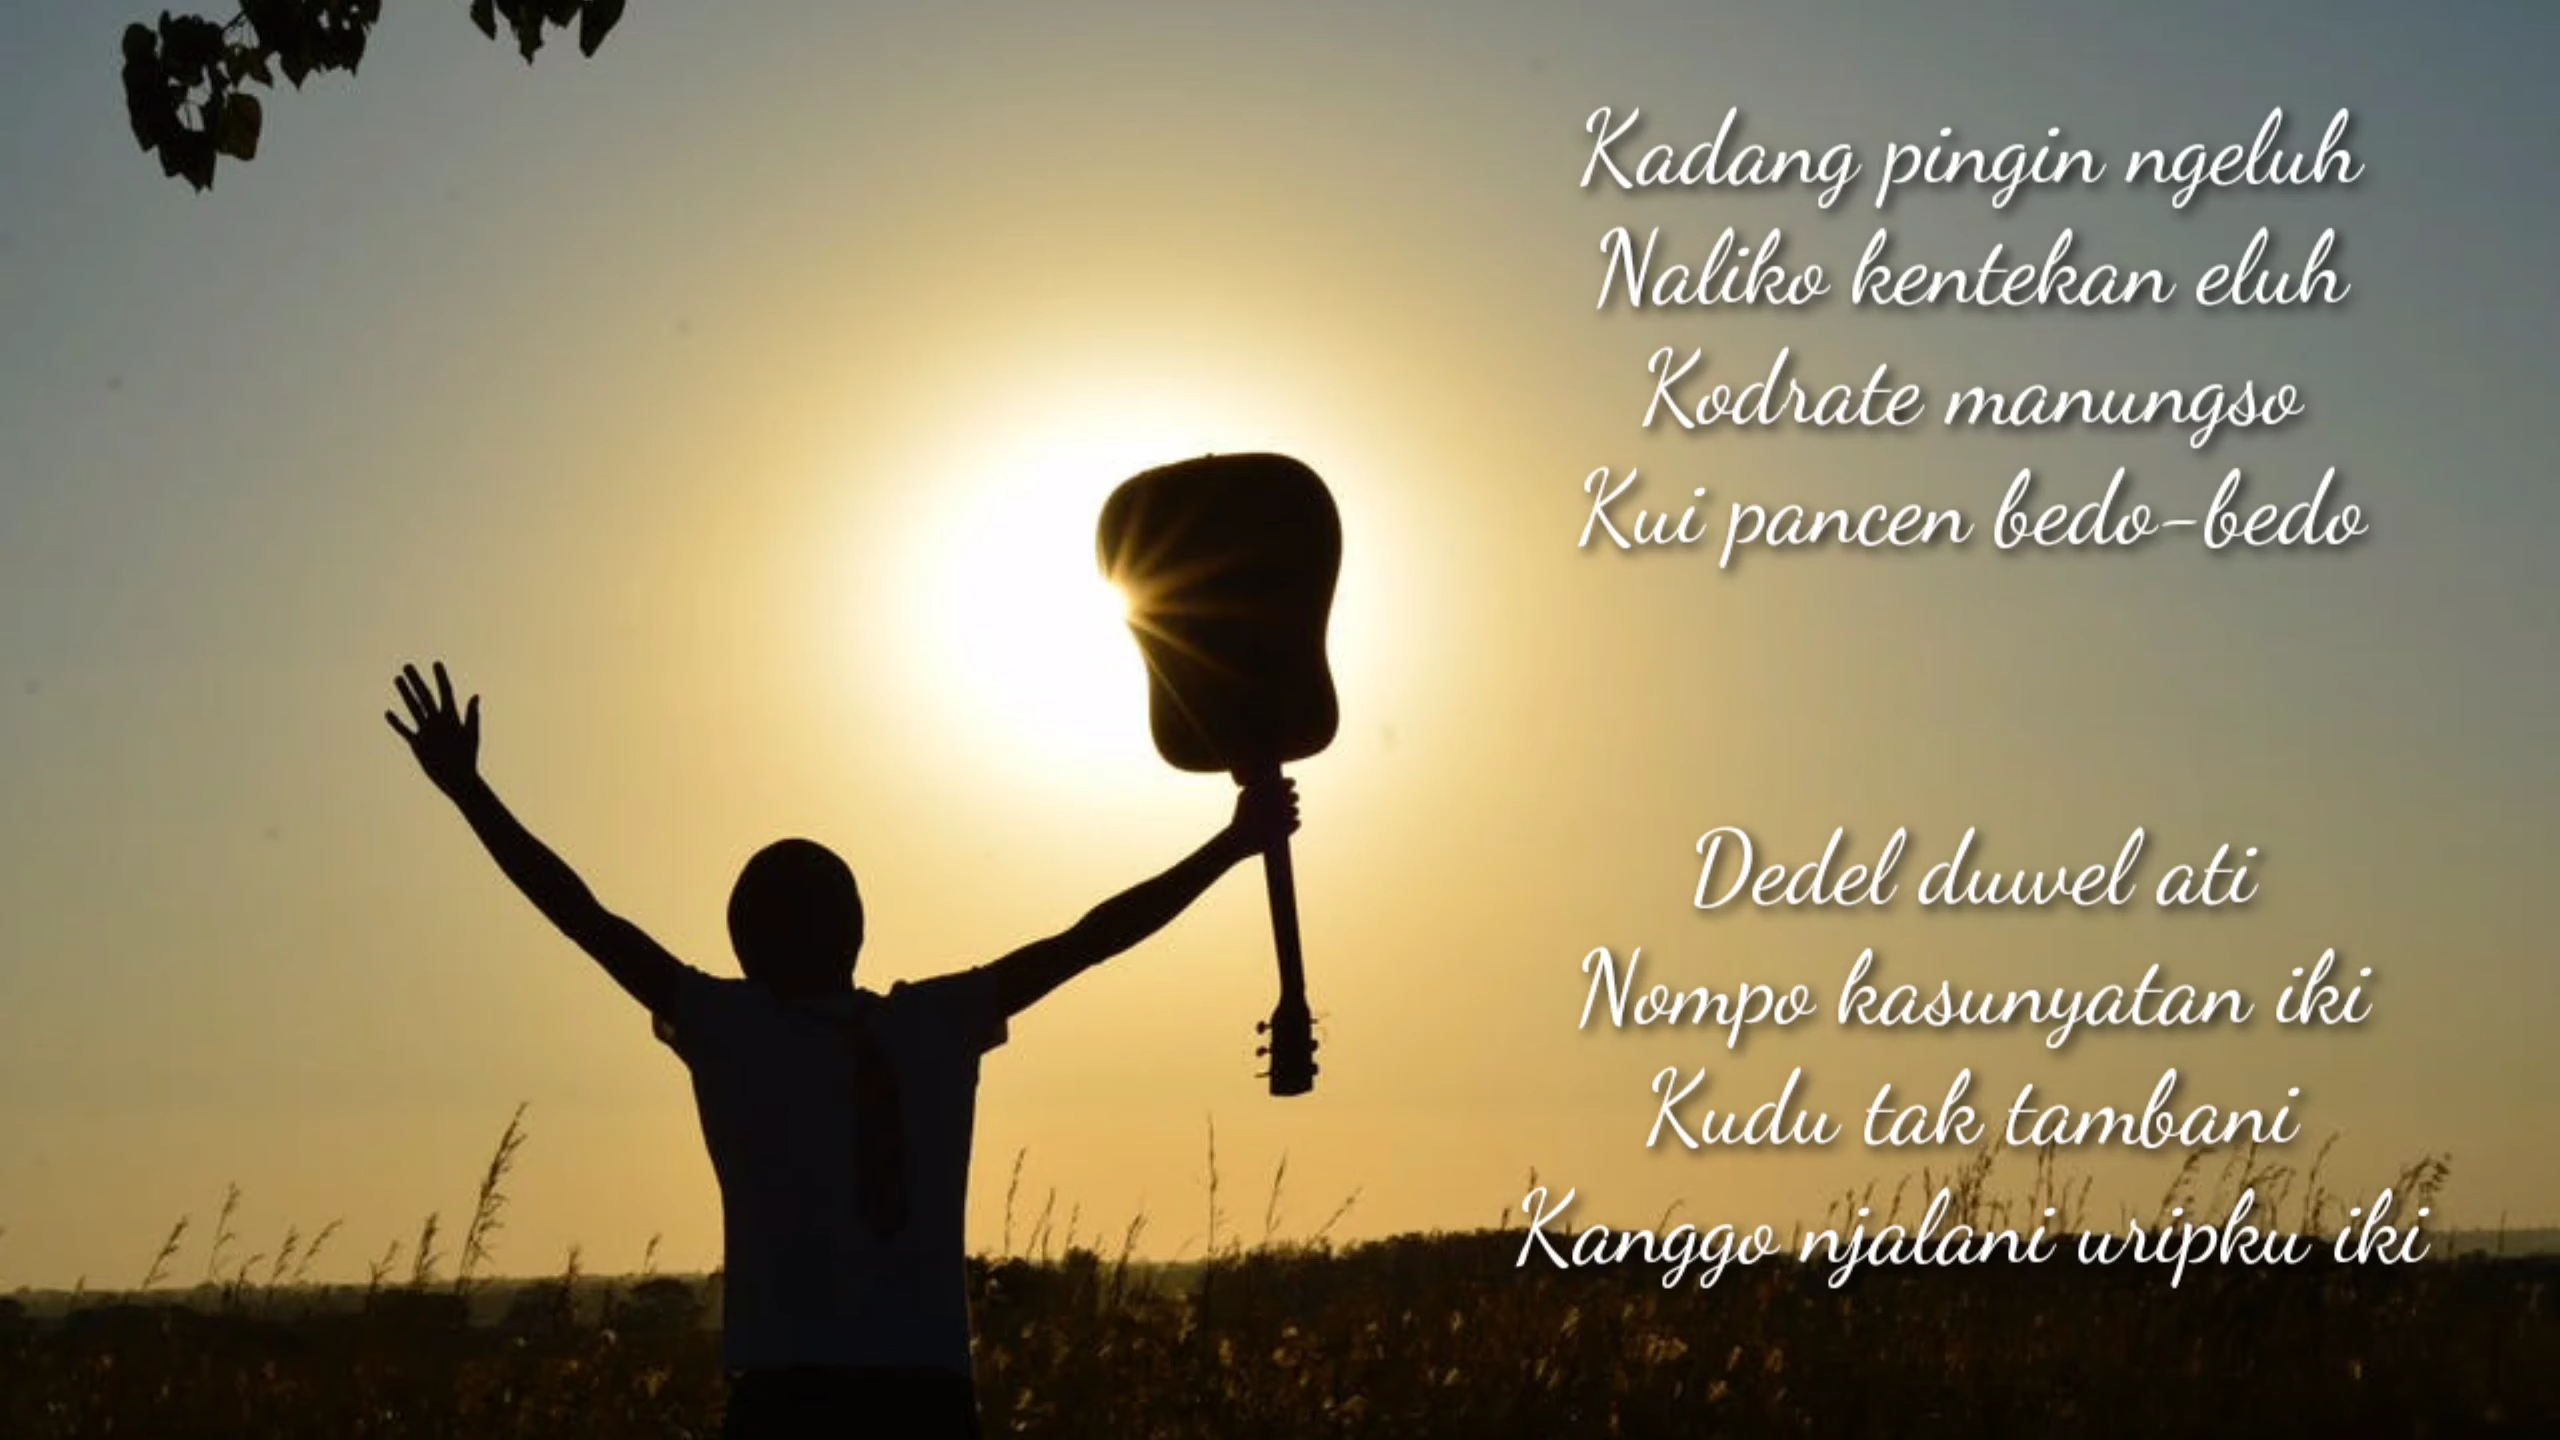 Kadang pingin ngeluh
Naliko kentekan eluh
Kodrate manungso
Kui pancen bedo-bedo
Dedel duwel ati
Nompo kasunyatan iki
Kudu tak tambani
Kanggo njalani uripku iki